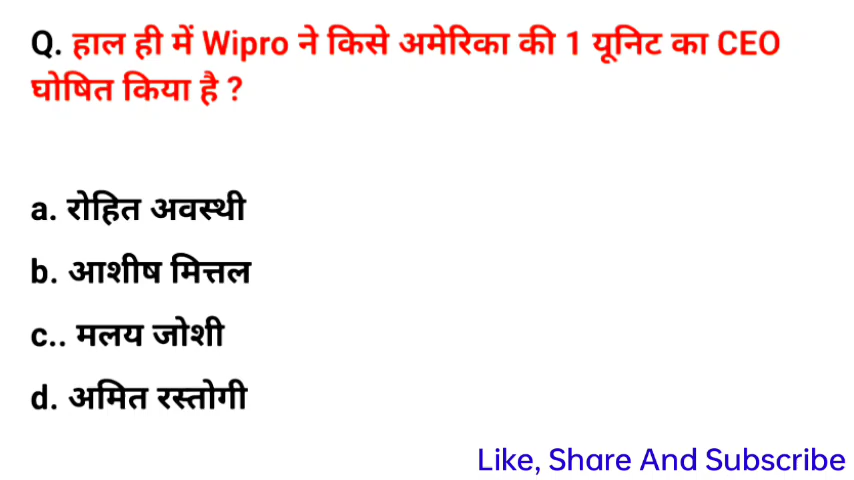 Q. हाल ही में Wipro ने किसे अमेरिका की 1 यूनिट का CEO
घोषित किया है ?
a. रोहित अवस्थी
b. आशीष मित्तल
c.. मलय जोशी
d. अमित रस्तोगी
Like, Share And Subscribe